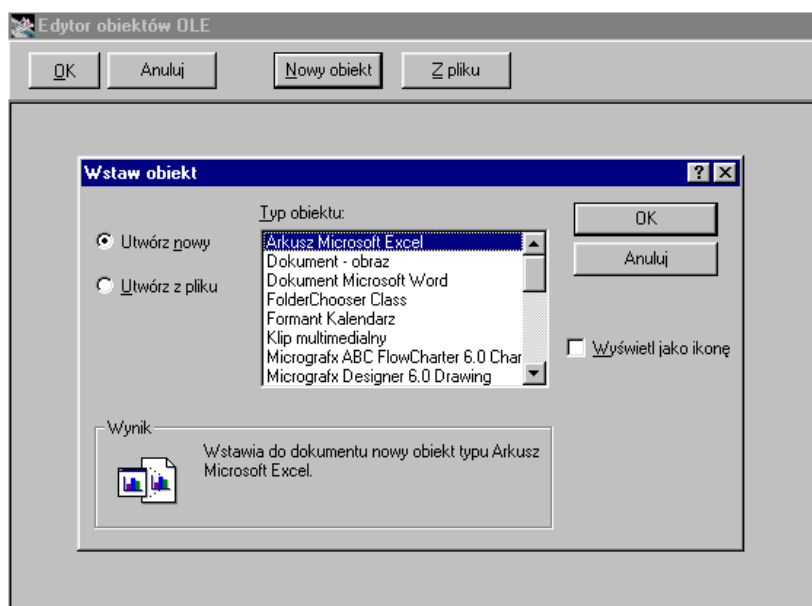 Edytor obiektów OLE
OK Anuluj Nowy obiekt Z pliku
Wstaw obiekt
Typ obiektu:
Utwórz nowy
Utwórz z pliku
Arkusz Microsoft Excel
Dokument - obraz
Dokument Microsoft Word
FolderChooser Class
Formant Kalendarz
Klip multimedialny
Micrografx ABC FlowCharter 6.0 Char
Micrografx Designer 6.0 Drawing
OK
Anuluj
Wyświetl jako ikonę
Wynik
Wstawia do dokumentu nowy obiekt typu Arkusz
Microsoft Excel.